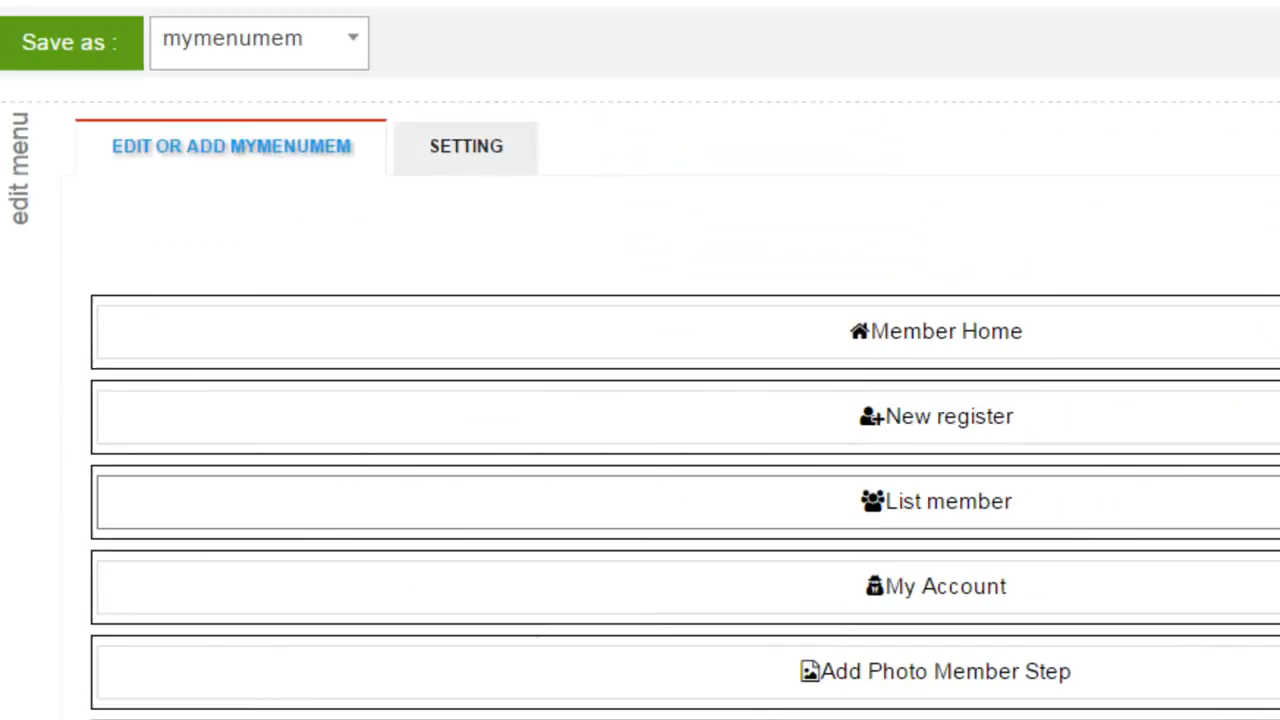 Save as :
mymenumem
edit menu
EDIT OR ADD MYMENUMEM
SETTING
Member Home
New register
List member
My Account
Add Photo Member Step